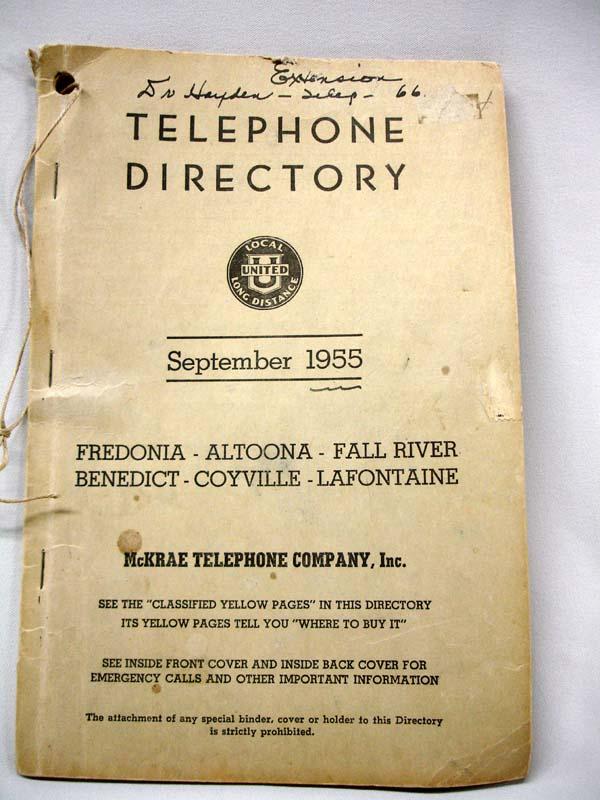 Extension
Dr Hayden - Telep - 66
TELEPHONE
DIRECTORY
LOCAL
UNITED
LONG DISTANCE
September 1955
FREDONIA - ALTOONA - FALL RIVER
BENEDICT - COYVILLE - LAFONTAINE
McKRAE TELEPHONE COMPANY, Inc.
SEE THE "CLASSIFIED YELLOW PAGES" IN THIS DIRECTORY
ITS YELLOW PAGES TELL YOU "WHERE TO BUY IT"
SEE INSIDE FRONT COVER AND INSIDE BACK COVER FOR
EMERGENCY CALLS AND OTHER IMPORTANT INFORMATION
The attachment of any special binder, cover or holder to this Directory
is strictly prohibited.